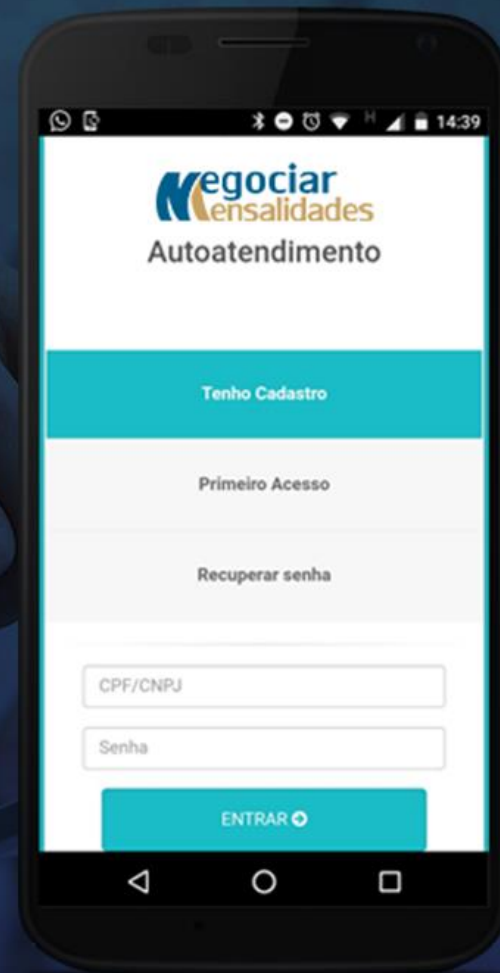 H 14:39
Negociar
Mensalidades
Autoatendimento
Tenho Cadastro
Primeiro Acesso
Recuperar senha
CPF/CNPJ
Senha
ENTRAR